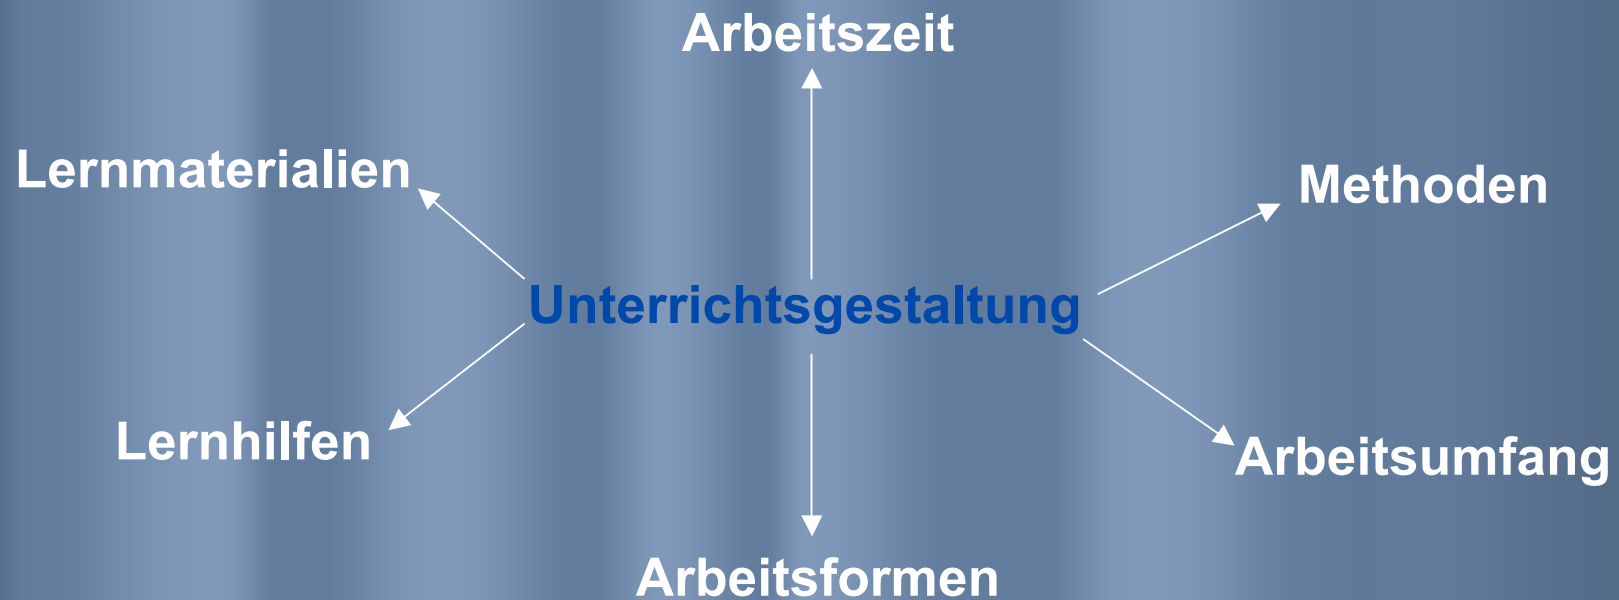 Arbeitszeit
Lernmaterialien
Methoden
Unterrichtsgestaltung
Lernhilfen
Arbeitsumfang
Arbeitsformen